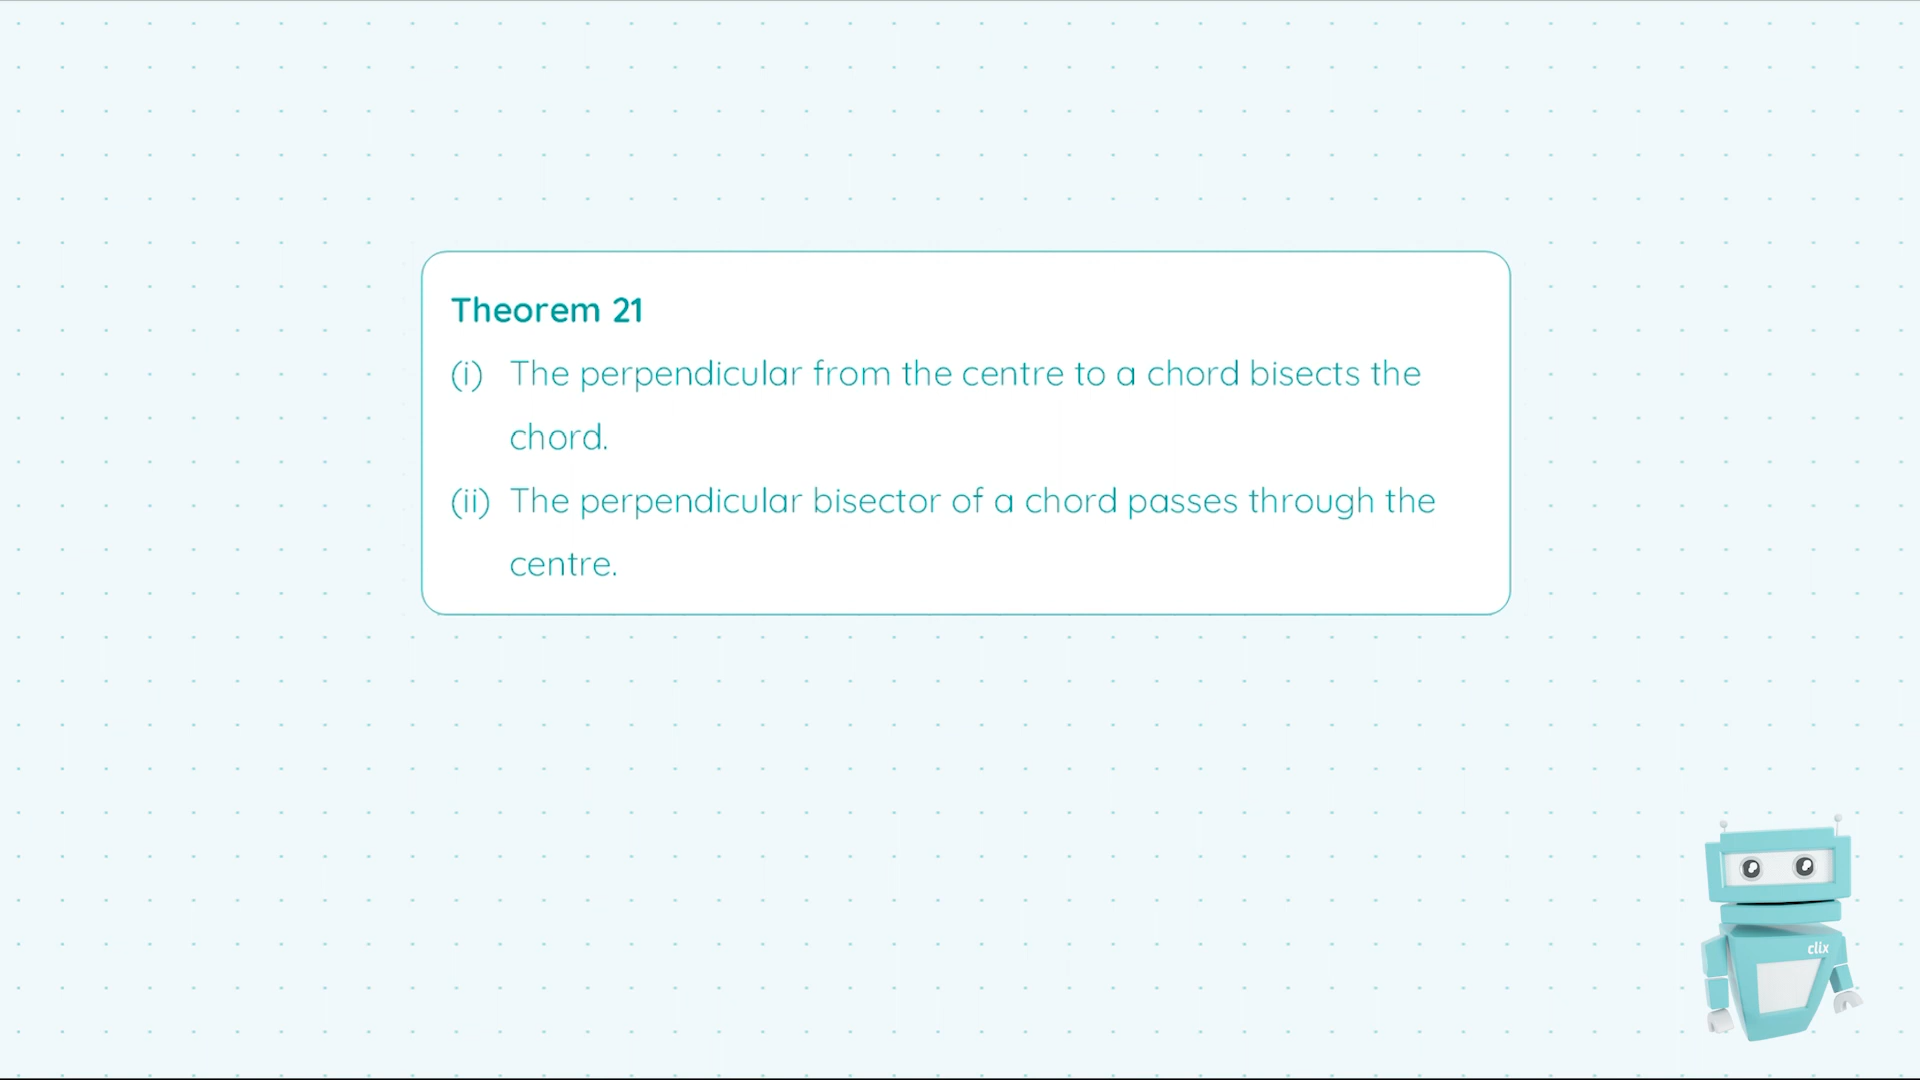 Theorem 21
(i) The perpendicular from the centre to a chord bisects the
chord.
(ii) The perpendicular bisector of a chord passes through the
centre.
clix